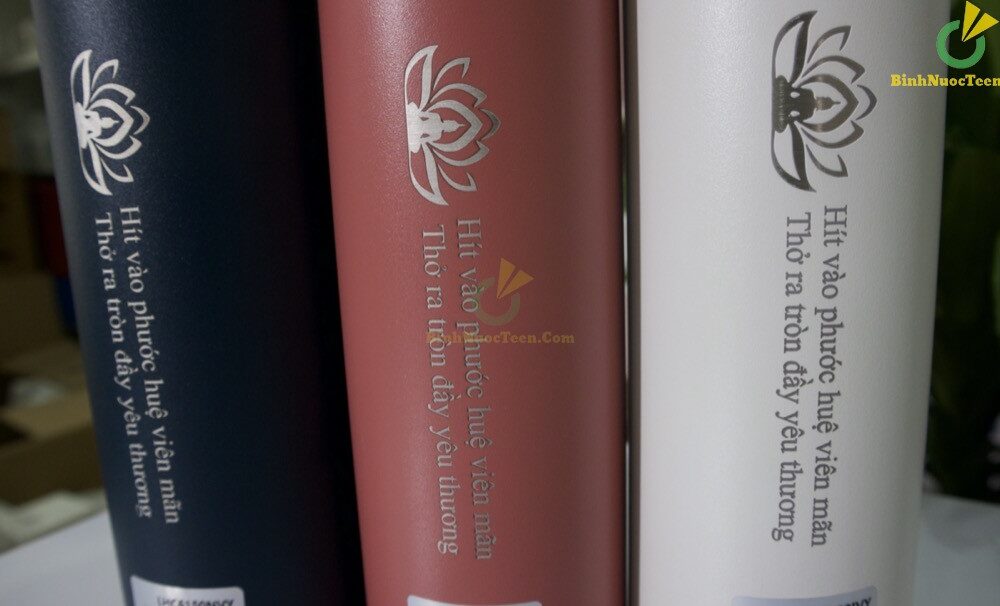 BinhNuocTeen
Hít vào phước huệ viên mãn
Thở ra tròn đầy yêu thương
Hít vào phước huệ viên mãn
Thở ra tròn đầy yêu thương
BinhNuocTeen.Com
Hít vào phước huệ viên mãn
Thở ra tròn đầy yêu thương